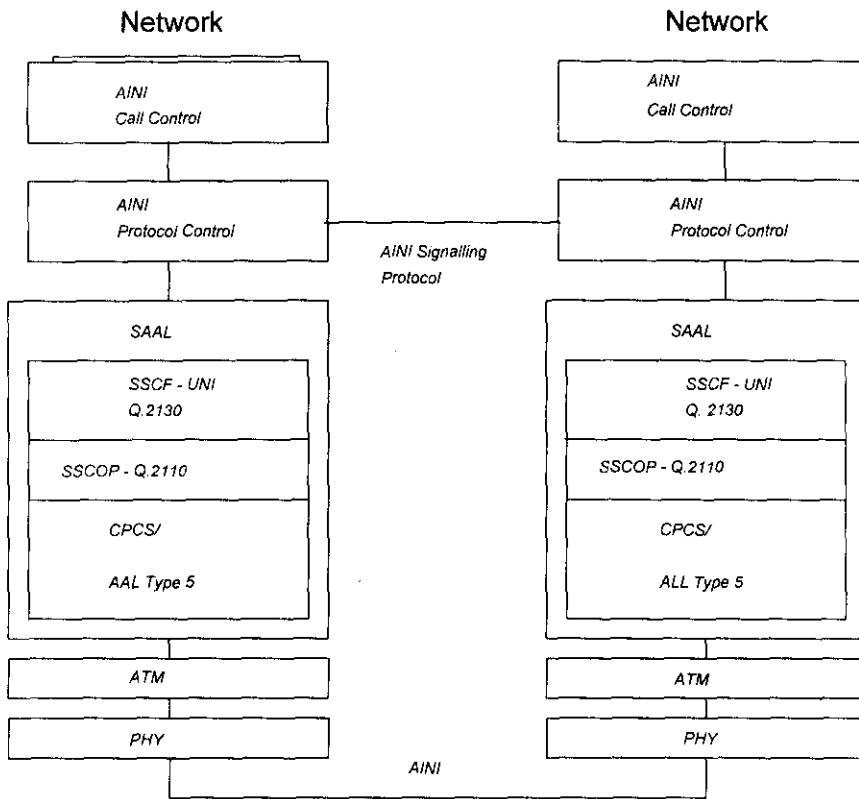 Network
AINI
Call Control
AINI
Protocol Control
SAAL
SSCF - UNI
Q.2130
SSCOP - Q.2110
CPCS/
AAL Type 5
ATM
PHY
AINI Signalling
Protocol
AINI
Network
AINI
Call Control
AINI
Protocol Control
SAAL
SSCF - UNI
Q. 2130
SSCOP - Q.2110
CPCS/
ALL Type 5
ATM
PHY